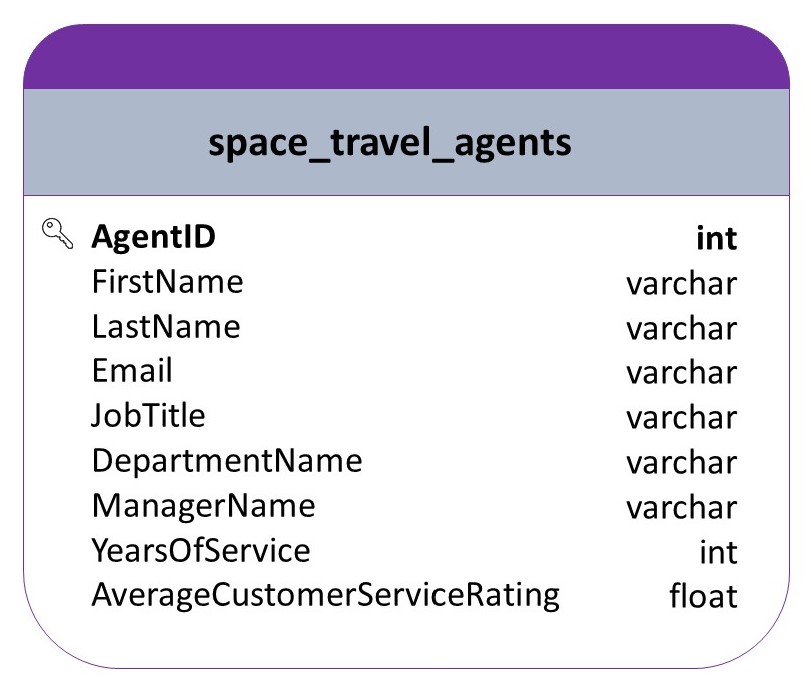 space_travel_agents
AgentID int
FirstName varchar
LastName varchar
Email varchar
JobTitle varchar
DepartmentName varchar
ManagerName varchar
YearsOfService int
AverageCustomerServiceRating float